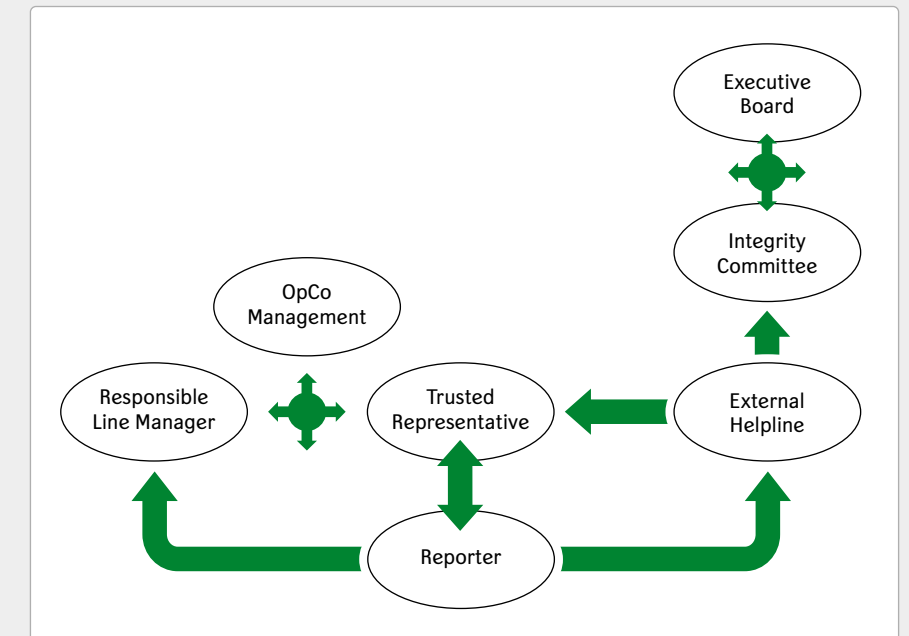 Executive
Board
Integrity
Committee
OpCo
Management
Responsible
Line Manager
Trusted
Representative
External
Helpline
Reporter